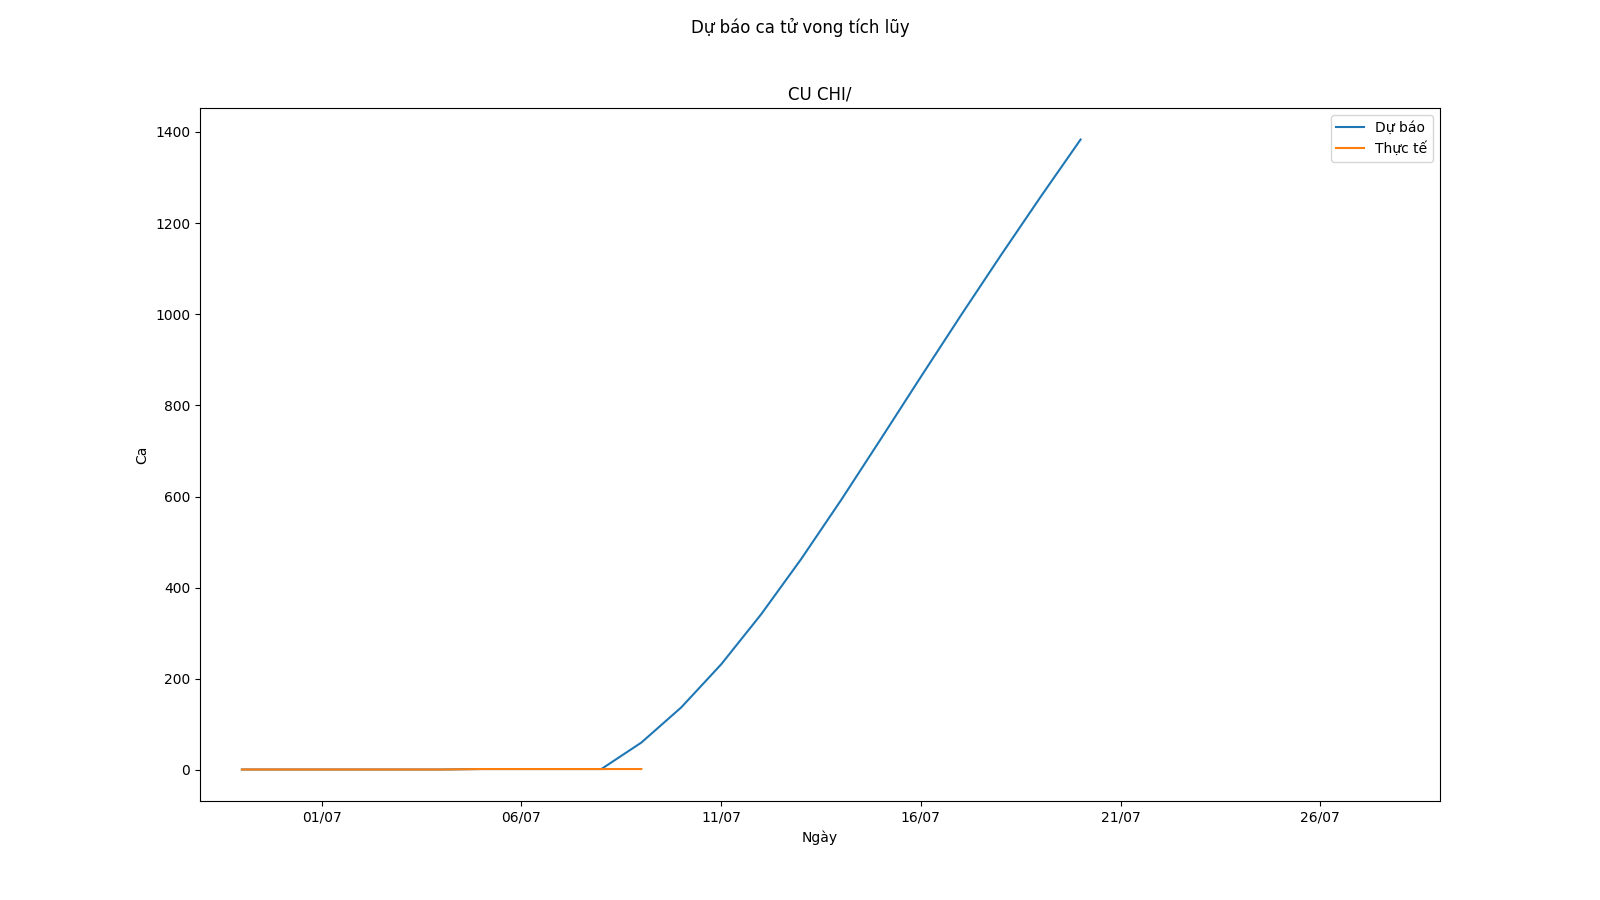 Dự báo ca tử vong tích lũy
CU CHI/
Dự báo
Thực tế
1400
1200
1000
800
600
400
200
0
Ca
01/07
06/07
11/07
16/07
21/07
26/07
Ngày